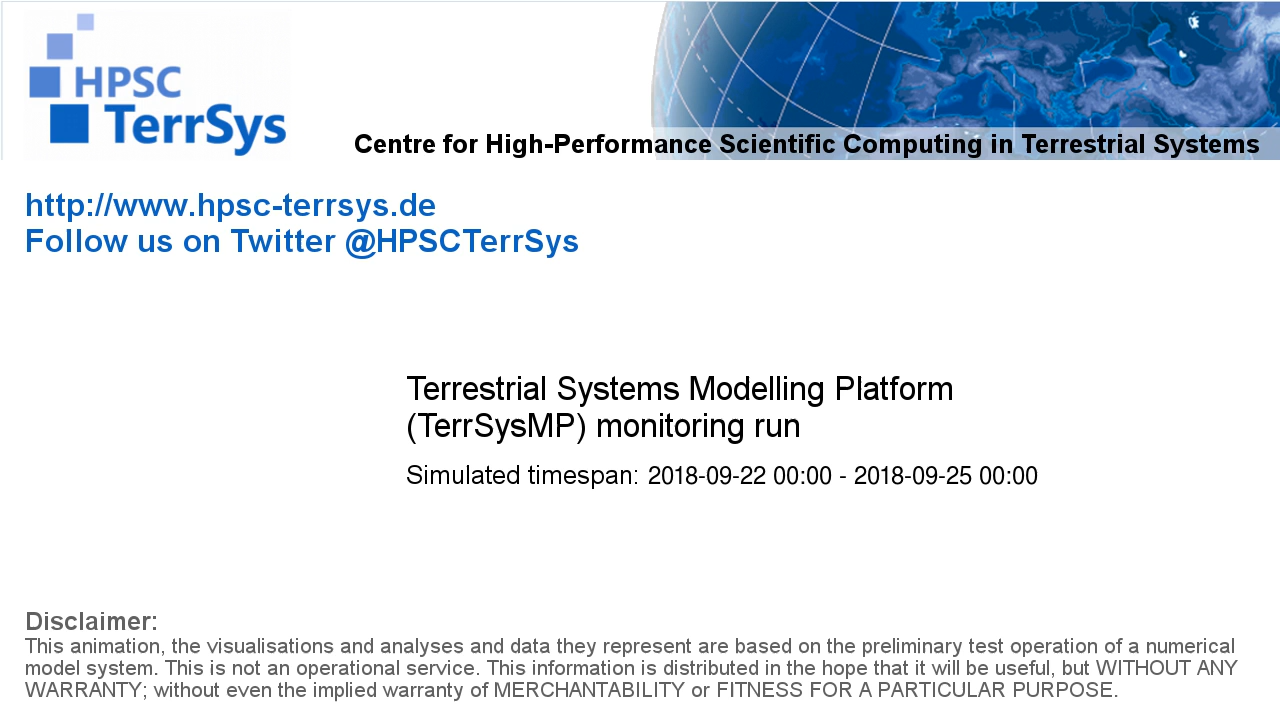 HPSC
TerrSys
Centre for High-Performance Scientific Computing in Terrestrial Systems
http://www.hpsc-terrsys.de
Follow us on Twitter @HPSCTerrSys
Terrestrial Systems Modelling Platform
(TerrSysMP) monitoring run
Simulated timespan: 2018-09-22 00:00 - 2018-09-25 00:00
Disclaimer:
This animation, the visualisations and analyses and data they represent are based on the preliminary test operation of a numerical
model system. This is not an operational service. This information is distributed in the hope that it will be useful, but WITHOUT ANY
WARRANTY; without even the implied warranty of MERCHANTABILITY or FITNESS FOR A PARTICULAR PURPOSE.